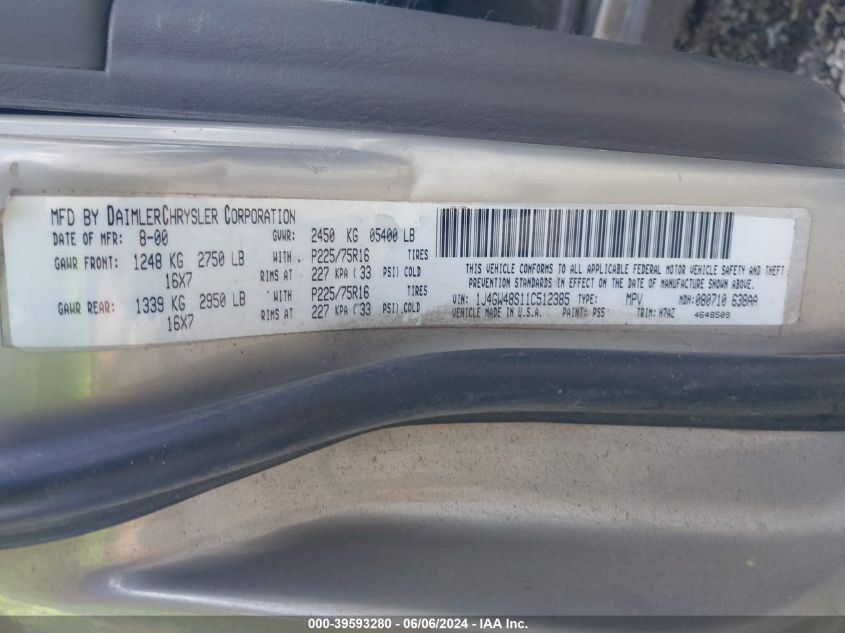 MFD BY DAIMLERCHRYSLER CORPORATION
DATE OF MFR: 8-00 GVWR: 2450 KG 05400 LB
GAWR FRONT: 1248 KG 2750 LB WITH P225/75R16 TIRES
16X7 RIMS AT 227 KPA (33 PSI) COLD
GAWR REAR: 1339 KG 2950 LB WITH P225/75R16 TIRES
16X7 RIMS AT 227 KPA (33 PSI) COLD
THIS VEHICLE CONFORMS TO ALL APPLICABLE FEDERAL MOTOR VEHICLE SAFETY AND THEFT
PREVENTION STANDARDS IN EFFECT ON THE DATE OF MANUFACTURE SHOWN ABOVE.
VIN: 1J4GW48S11C512385 TYPE: MPV MDH: 080710 638AA
VEHICLE MADE IN U.S.A. PAINT: PS5 TRIM: H7AZ 4648509
000-39593280 - 06/06/2024 - IAA Inc.